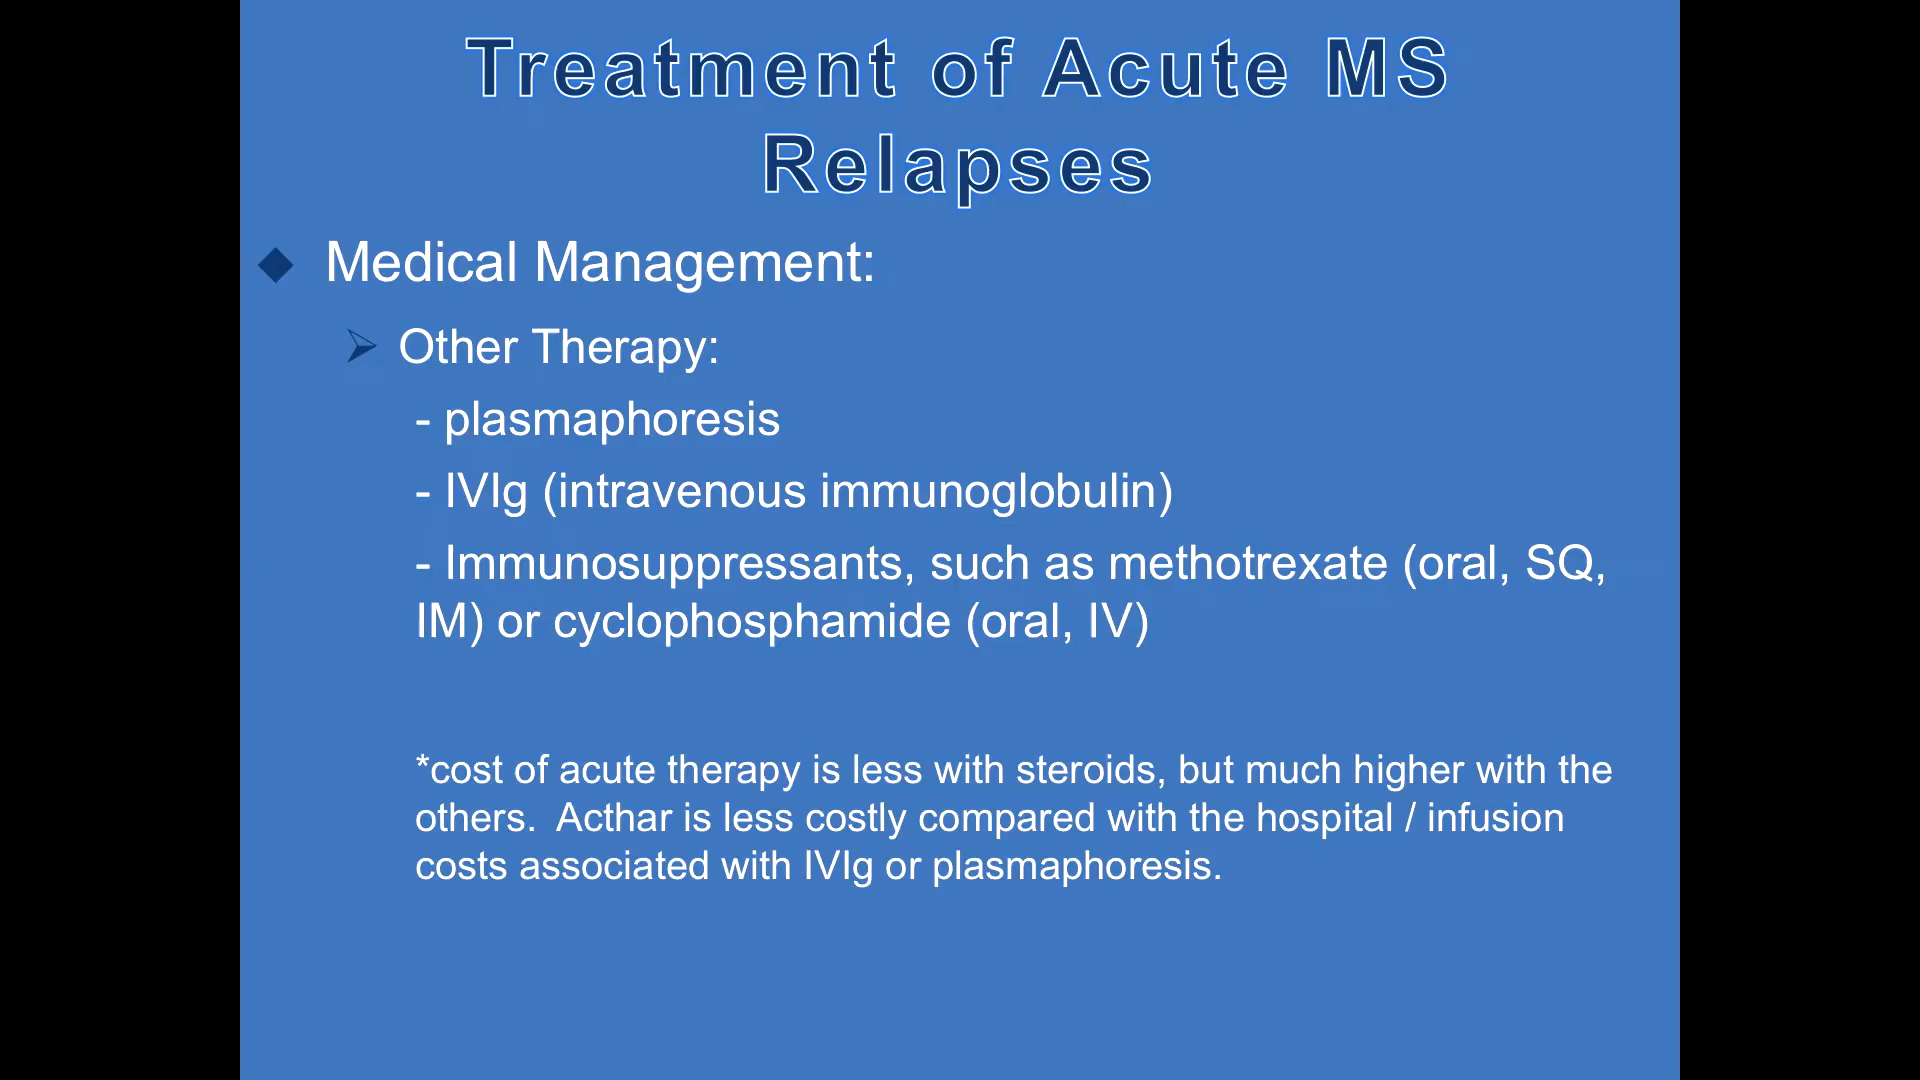 Treatment of Acute MS
Relapses
Medical Management:
Other Therapy:
- plasmaphoresis
- IVIg (intravenous immunoglobulin)
- Immunosuppressants, such as methotrexate (oral, SQ,
IM) or cyclophosphamide (oral, IV)
*cost of acute therapy is less with steroids, but much higher with the
others.  Acthar is less costly compared with the hospital / infusion
costs associated with IVIg or plasmaphoresis.